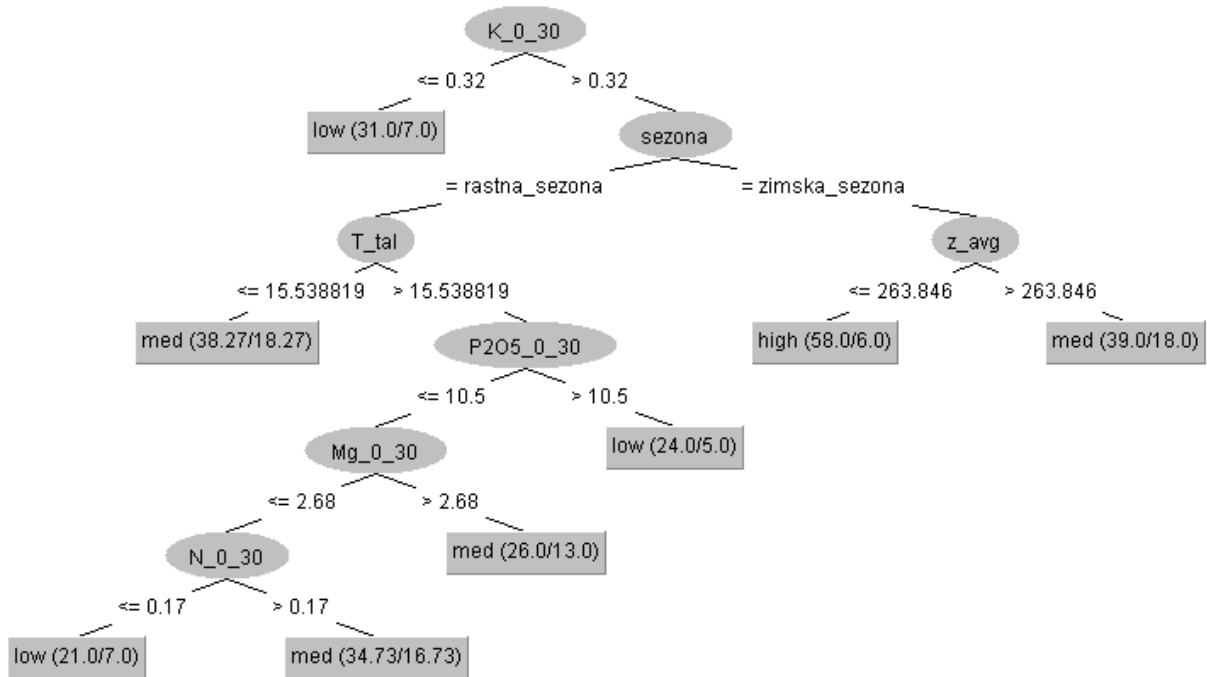 K_0_30
<= 0.32 > 0.32
low (31.0/7.0)
sezona
= rastna_sezona = zimska_sezona
T_tal z_avg
<= 15.538819 > 15.538819 <= 263.846 > 263.846
med (38.27/18.27) high (58.0/6.0) med (39.0/18.0)
P2O5_0_30
<= 10.5 > 10.5
Mg_0_30 low (24.0/5.0)
<= 2.68 > 2.68
N_0_30 med (26.0/13.0)
<= 0.17 > 0.17
low (21.0/7.0) med (34.73/16.73)